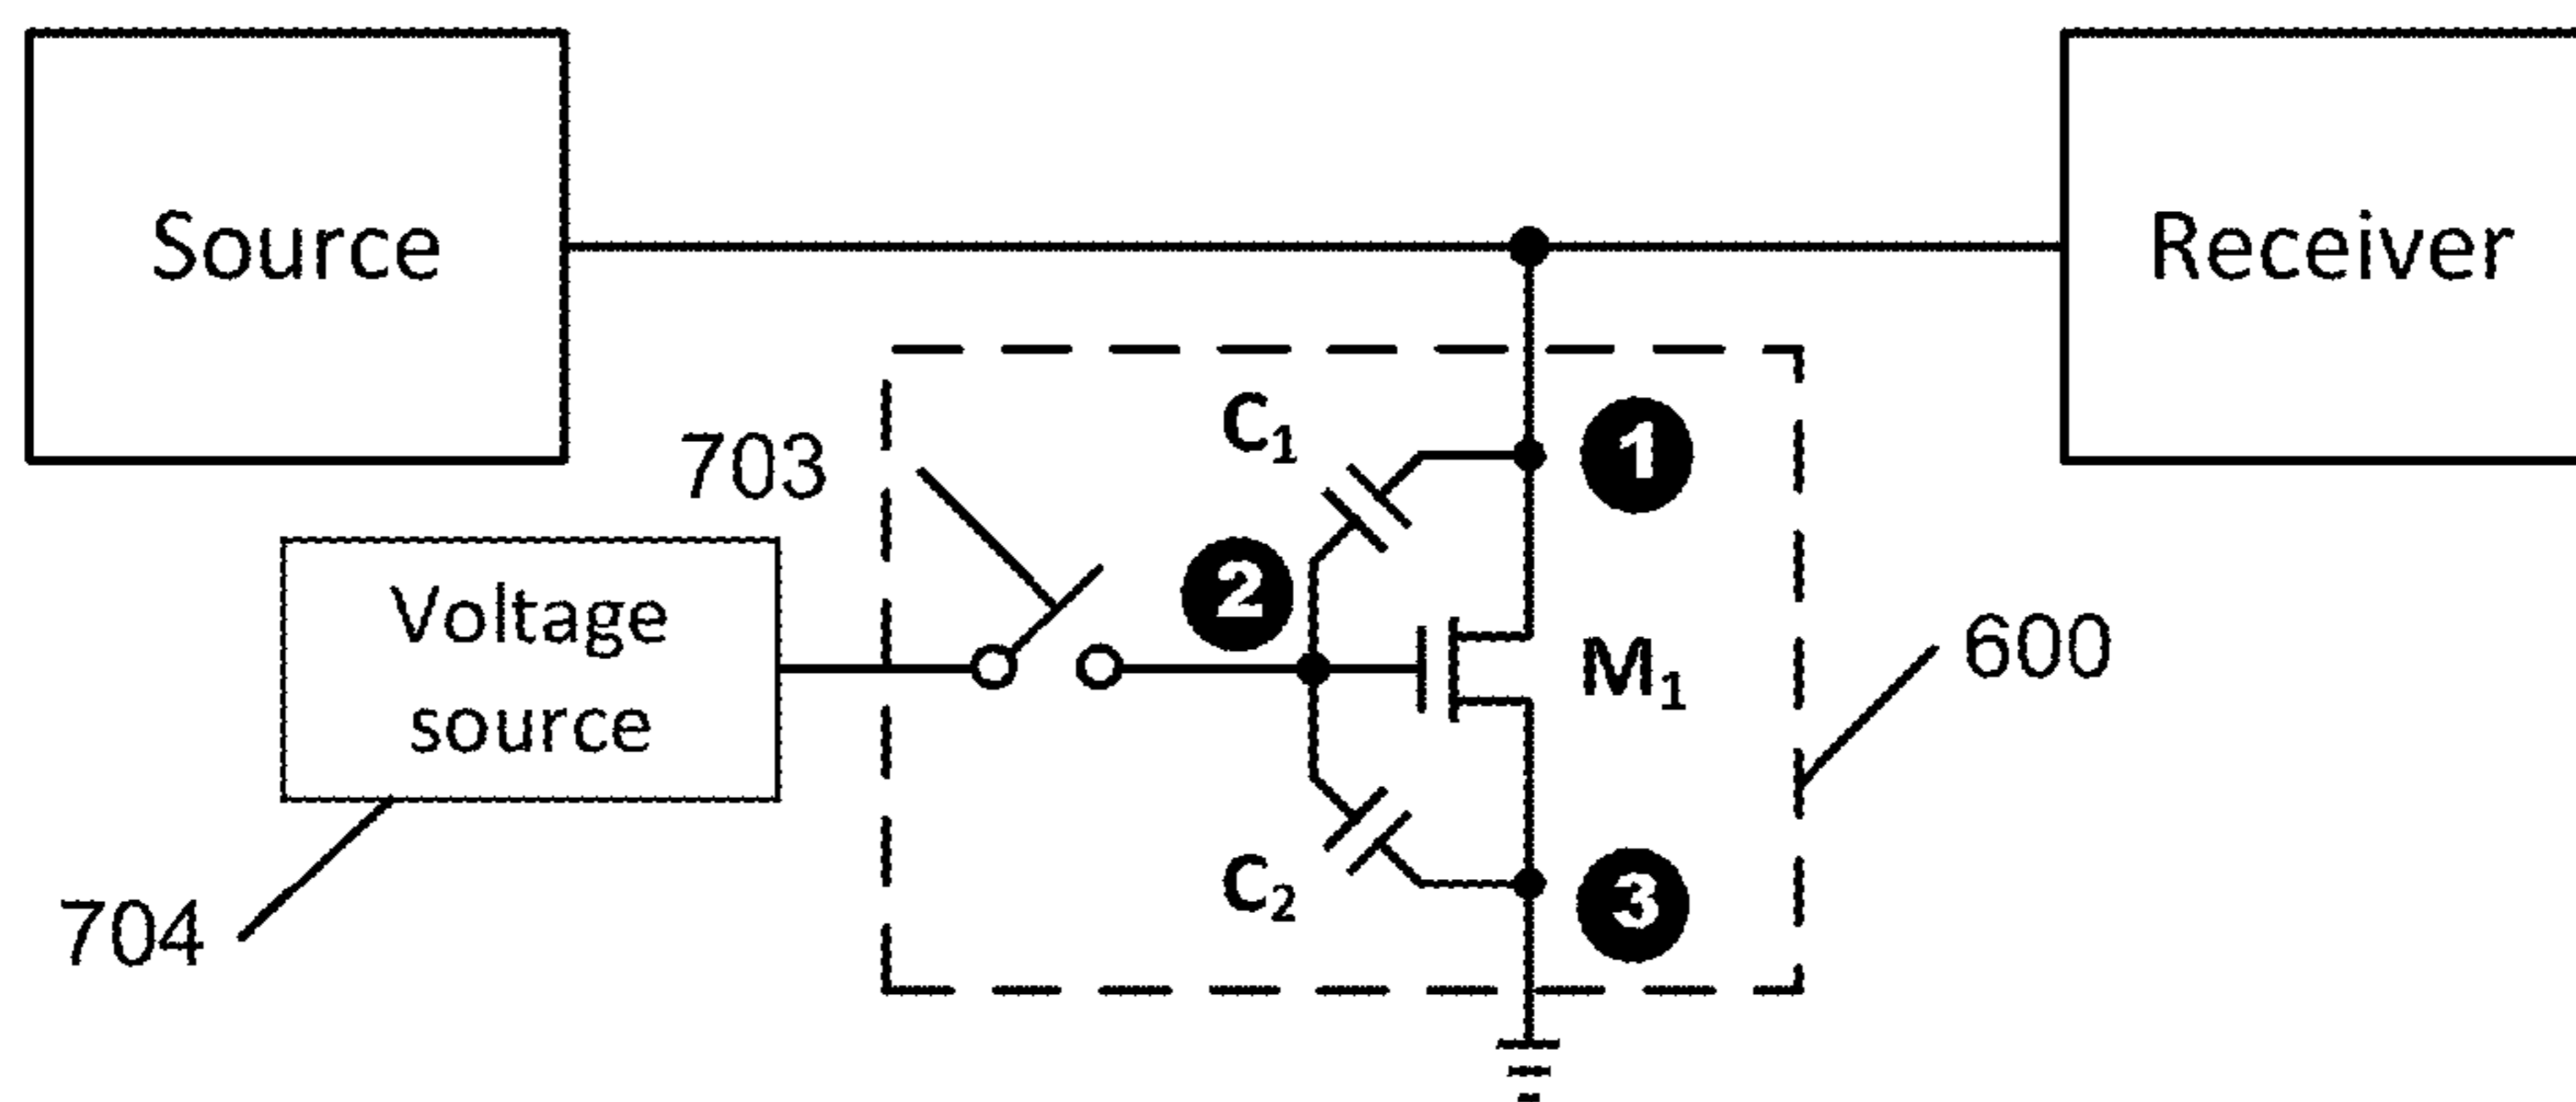 Source
Receiver
C₁
1
703
2
Voltage
source
M₁
600
C₂
3
704